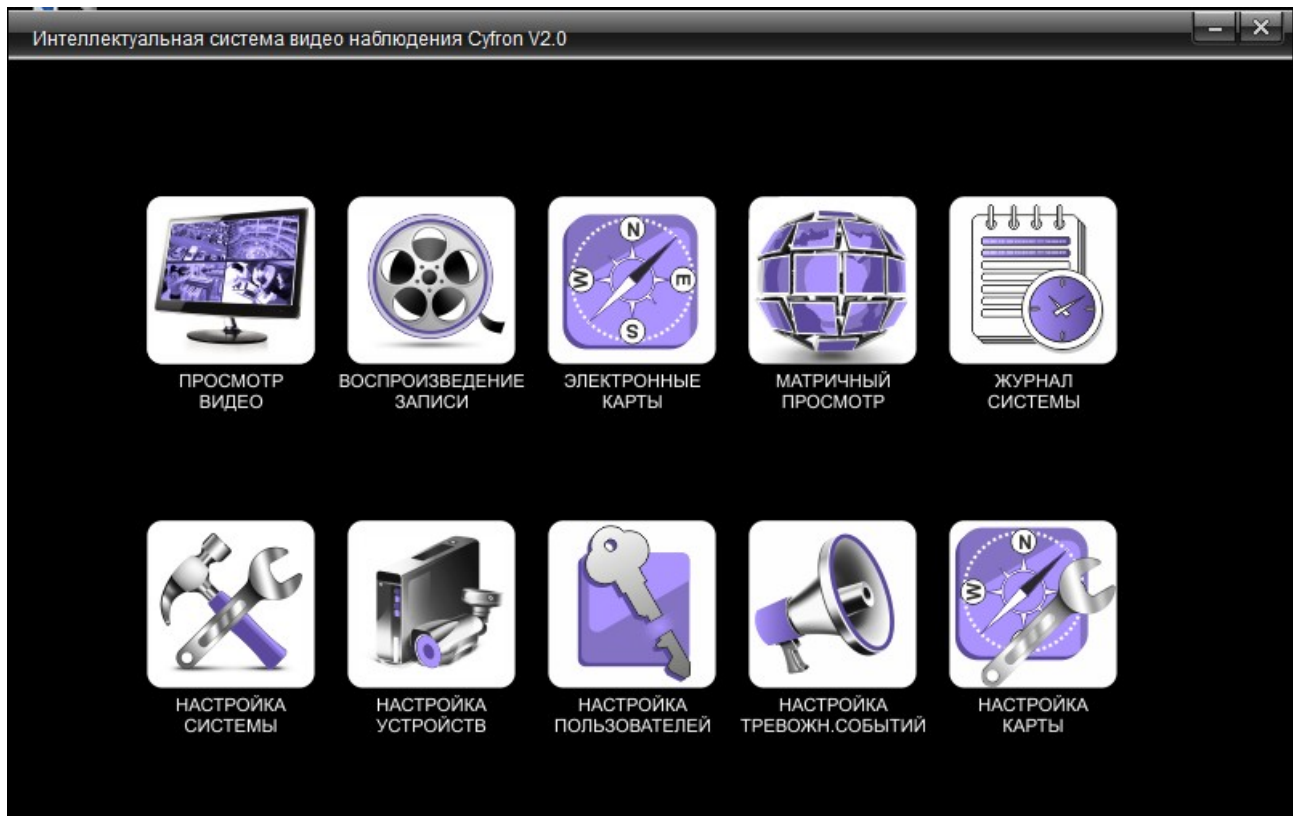 Интеллектуальная система видео наблюдения Cyfron V2.0
N
W
E
S
ПРОСМОТР
ВИДЕО
ВОСПРОИЗВЕДЕНИЕ
ЗАПИСИ
ЭЛЕКТРОННЫЕ
КАРТЫ
МАТРИЧНЫЙ
ПРОСМОТР
ЖУРНАЛ
СИСТЕМЫ
N
W
НАСТРОЙКА
СИСТЕМЫ
НАСТРОЙКА
УСТРОЙСТВ
НАСТРОЙКА
ПОЛЬЗОВАТЕЛЕЙ
НАСТРОЙКА
ТРЕВОЖН.СОБЫТИЙ
НАСТРОЙКА
КАРТЫ